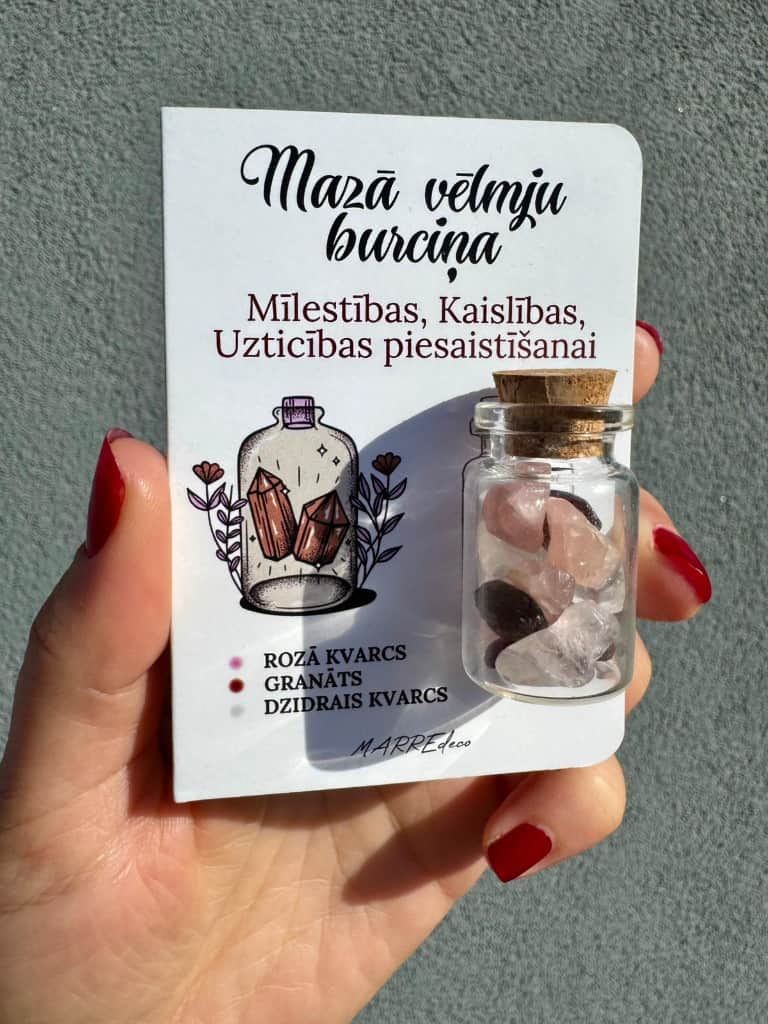 Mazā vēlmju
burciņa
Mīlestības, Kaislības,
Uzticības piesaistīšanai
ROZĀ KVARCS
GRANĀTS
DZIDRAIS KVARCS
MARREdeco